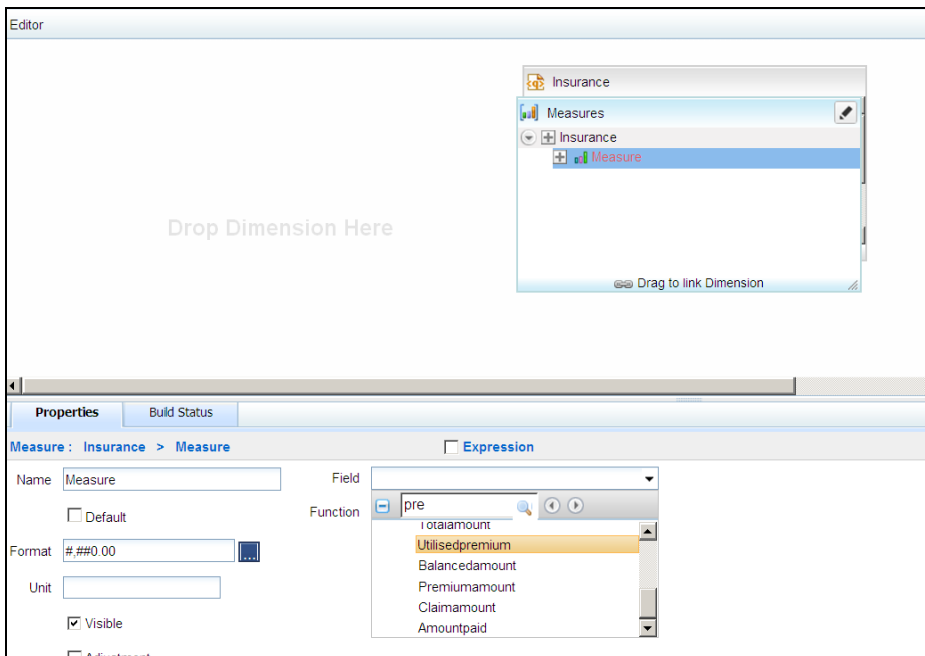 Editor
Insurance
Measures
Insurance
Measure
Drop Dimension Here
Drag to link Dimension
Properties Build Status
Measure : Insurance > Measure Expression
Name Measure Field
Default Function pre
Totalamount
Format #,##0.00 ... Utilisedpremium
Balancedamount
Unit Premiumamount
Claimamount
Visible Amountpaid
Adjustment